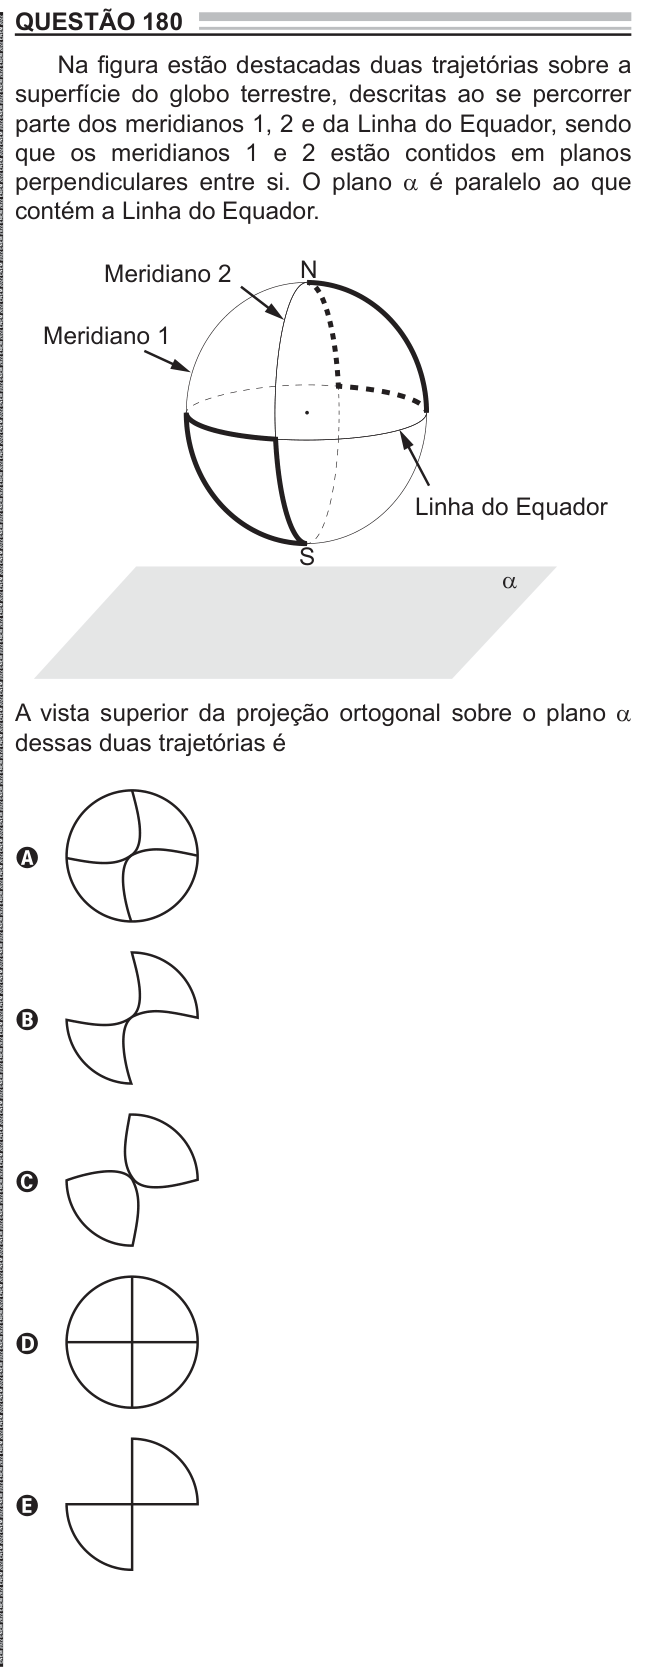 QUESTÃO 180
Na figura estão destacadas duas trajetórias sobre a
superfície do globo terrestre, descritas ao se percorrer
parte dos meridianos 1, 2 e da Linha do Equador, sendo
que os meridianos 1 e 2 estão contidos em planos
perpendiculares entre si. O plano α é paralelo ao que
contém a Linha do Equador.
N
Meridiano 2
Meridiano 1
Linha do Equador
S
α
A vista superior da projeção ortogonal sobre o plano α
dessas duas trajetórias é
A
B
C
D
E